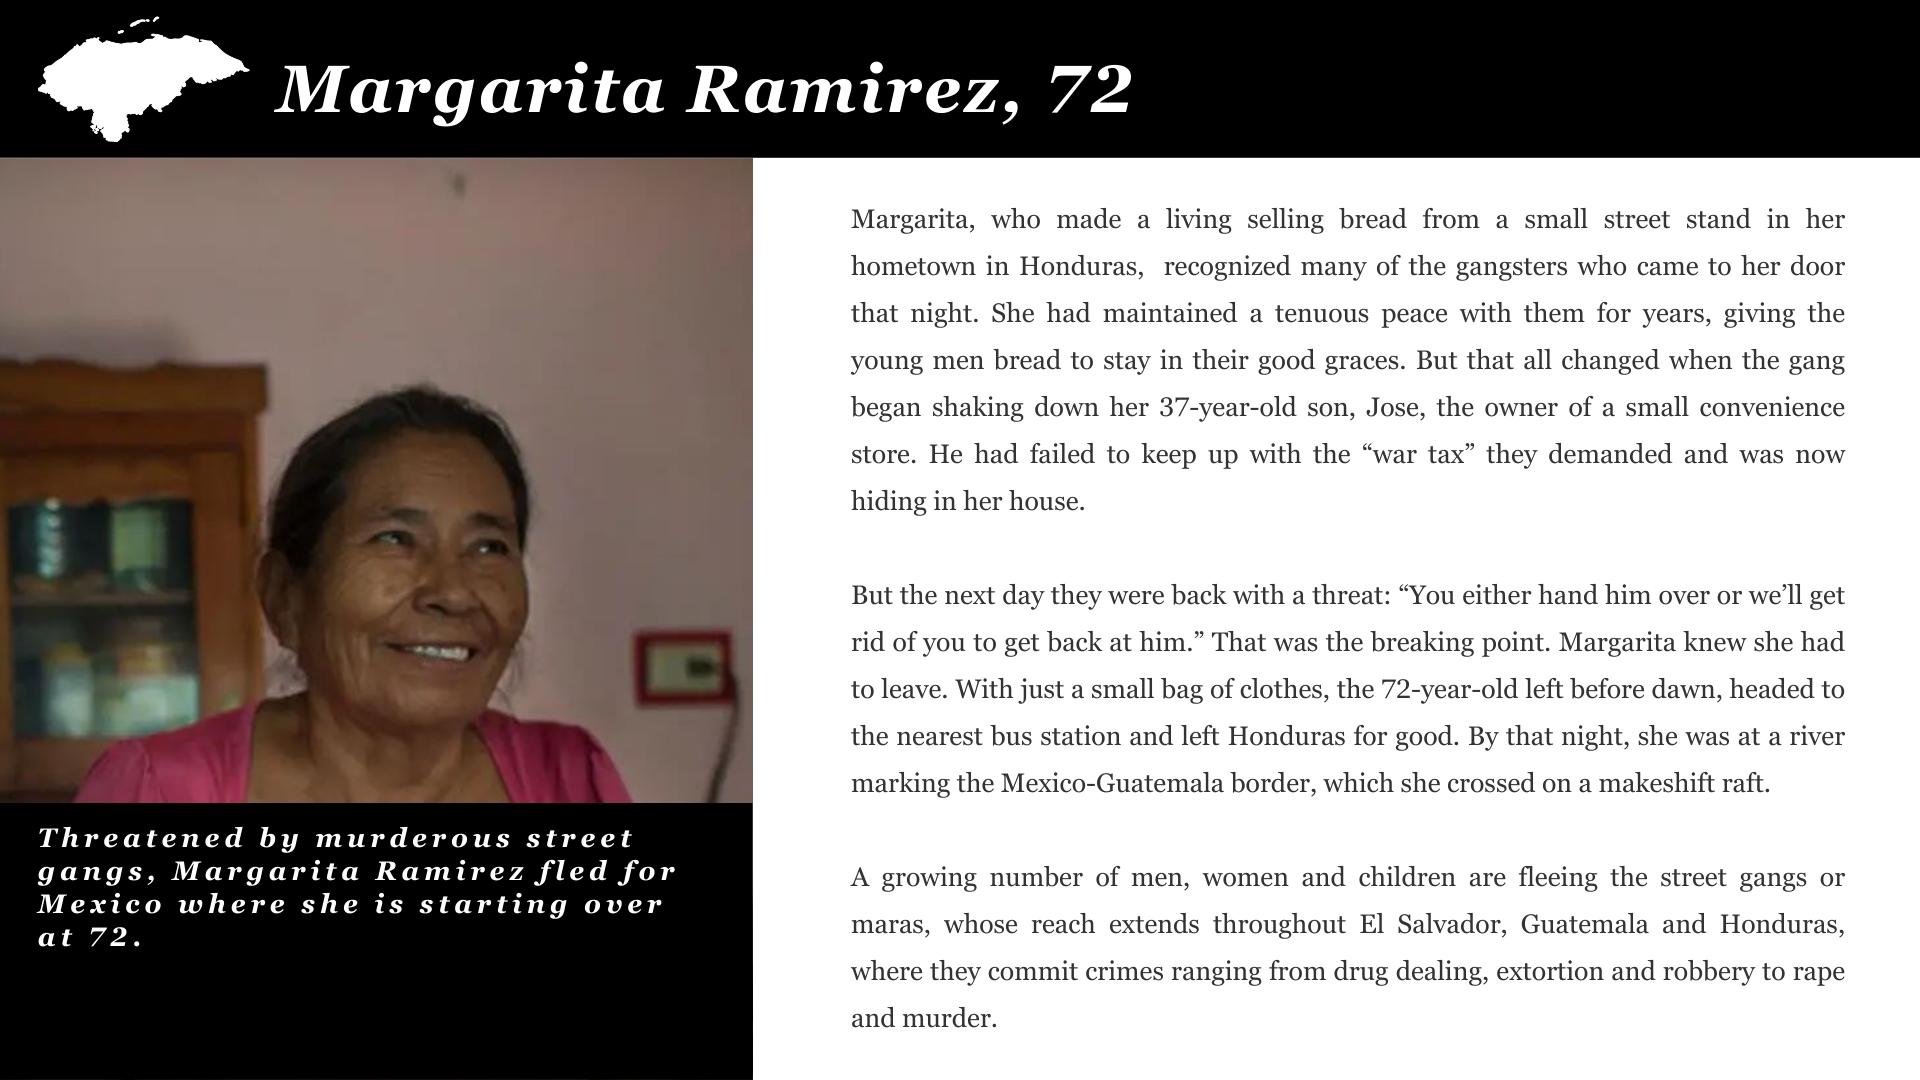 Margarita Ramirez, 72
Margarita, who made a living selling bread from a small street stand in her
hometown in Honduras, recognized many of the gangsters who came to her door
that night. She had maintained a tenuous peace with them for years, giving the
young men bread to stay in their good graces. But that all changed when the gang
began shaking down her 37-year-old son, Jose, the owner of a small convenience
store. He had failed to keep up with the “war tax” they demanded and was now
hiding in her house.
But the next day they were back with a threat: “You either hand him over or we’ll get
rid of you to get back at him.” That was the breaking point. Margarita knew she had
to leave. With just a small bag of clothes, the 72-year-old left before dawn, headed to
the nearest bus station and left Honduras for good. By that night, she was at a river
marking the Mexico-Guatemala border, which she crossed on a makeshift raft.
A growing number of men, women and children are fleeing the street gangs or
maras, whose reach extends throughout El Salvador, Guatemala and Honduras,
where they commit crimes ranging from drug dealing, extortion and robbery to rape
and murder.
Threatened by murderous street
gangs, Margarita Ramirez fled for
Mexico where she is starting over
at 72.